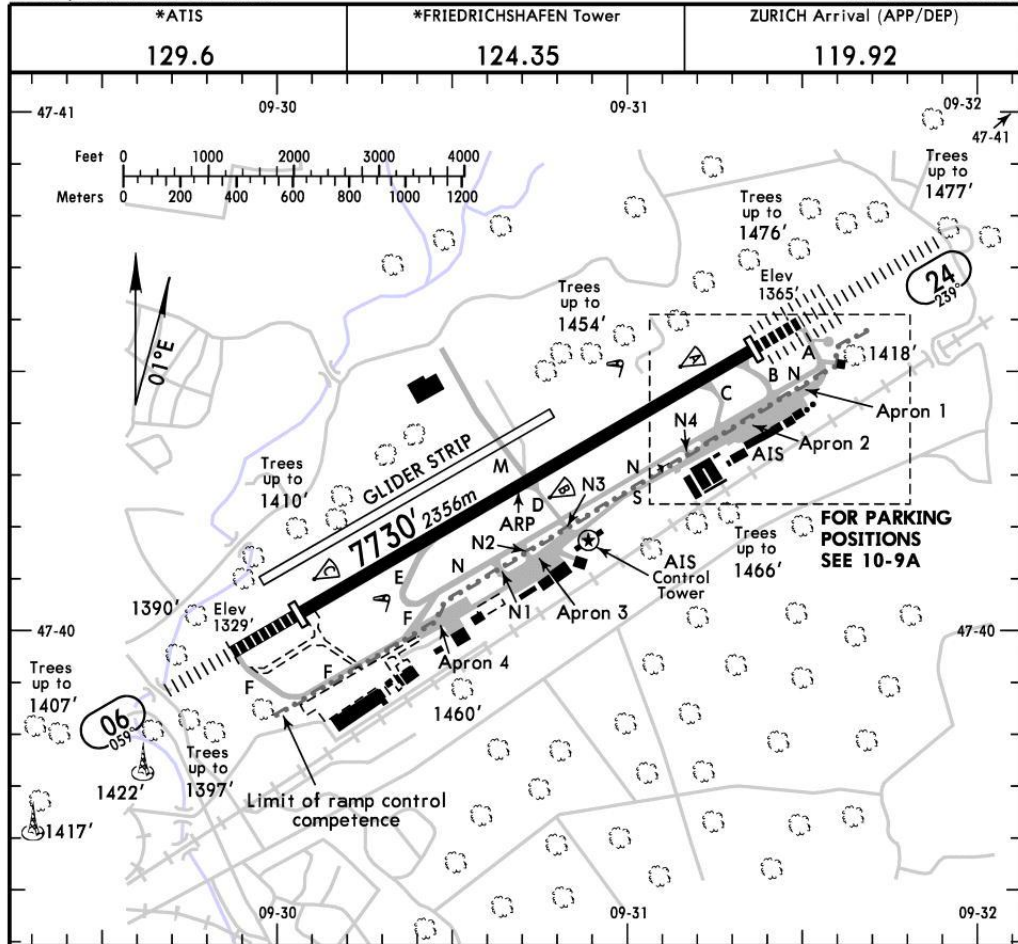 *ATIS
129.6
*FRIEDRICHSHAFEN Tower
124.35
ZURICH Arrival (APP/DEP)
119.92
47-41
09-30
09-31
09-32
47-41
Feet 0 1000 2000 3000 4000
Meters 0 200 400 600 800 1000 1200
Trees
up to
1477'
Trees
up to
1476'
Elev
1365'
24
239°
01°E
Trees
up to
1454'
A
A
1418'
B
N
C
Apron 1
N4
Apron 2
AIS
GLIDER STRIP
M
N
S
Trees
up to
1410'
7730' 2356m
B
D
N3
ARP
FOR PARKING
POSITIONS
SEE 10-9A
C
N2
N
E
AIS
Control
Tower
Trees
up to
1466'
N1
Apron 3
1390'
Elev
1329'
F
47-40
47-40
Apron 4
F
F
Trees
up to
1407'
1460'
06
059°
Trees
up to
1397'
1422'
Limit of ramp control
competence
1417'
09-30
09-31
09-32